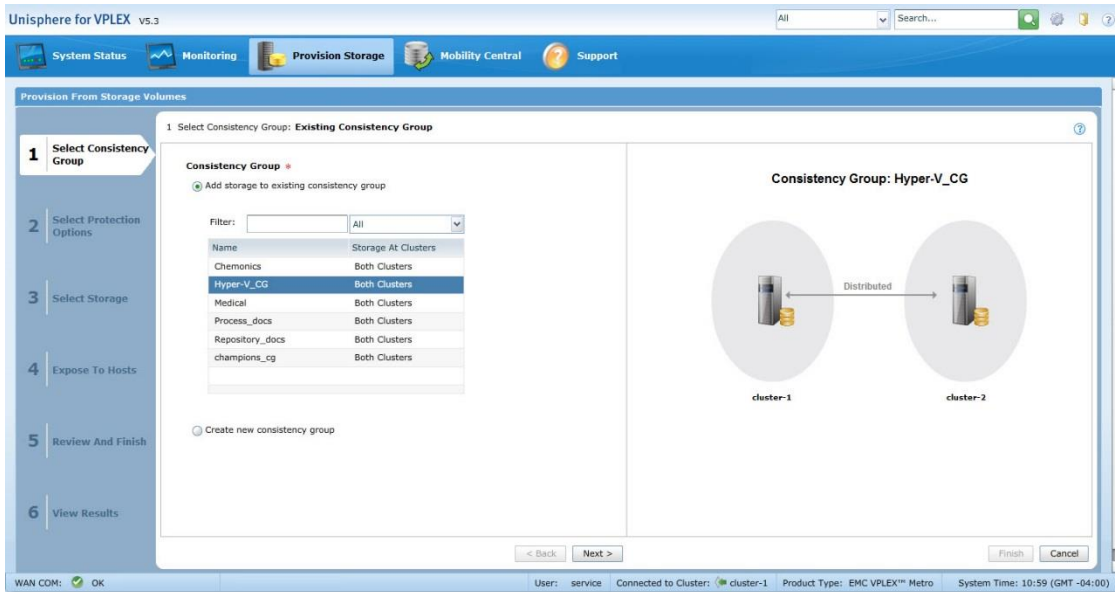 Unisphere for VPLEX V5.3
All Search...
System Status Monitoring Provision Storage Mobility Central Support
Provision From Storage Volumes
1 Select Consistency Group
2 Select Protection Options
3 Select Storage
4 Expose To Hosts
5 Review And Finish
6 View Results
1 Select Consistency Group: Existing Consistency Group
Consistency Group *
Add storage to existing consistency group
Filter: All
Name Storage At Clusters
Chemonics Both Clusters
Hyper-V_CG Both Clusters
Medical Both Clusters
Process_docs Both Clusters
Repository_docs Both Clusters
champions_cg Both Clusters
Create new consistency group
Consistency Group: Hyper-V_CG
Distributed
cluster-1 cluster-2
< Back Next > Finish Cancel
WAN COM: OK User: service Connected to Cluster: cluster-1 Product Type: EMC VPLEX™ Metro System Time: 10:59 (GMT -04:00)